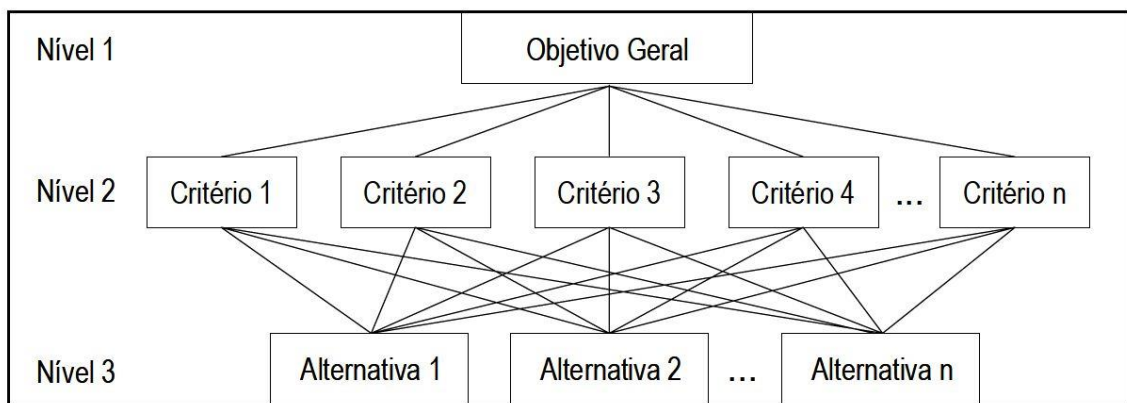 Nível 1
Objetivo Geral
Nível 2
Critério 1
Critério 2
Critério 3
Critério 4
...
Critério n
Nível 3
Alternativa 1
Alternativa 2
...
Alternativa n